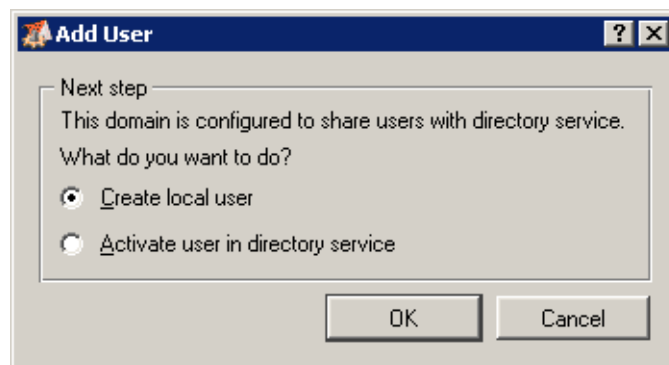 Add User
Next step
This domain is configured to share users with directory service.
What do you want to do?
Create local user
Activate user in directory service
OK Cancel